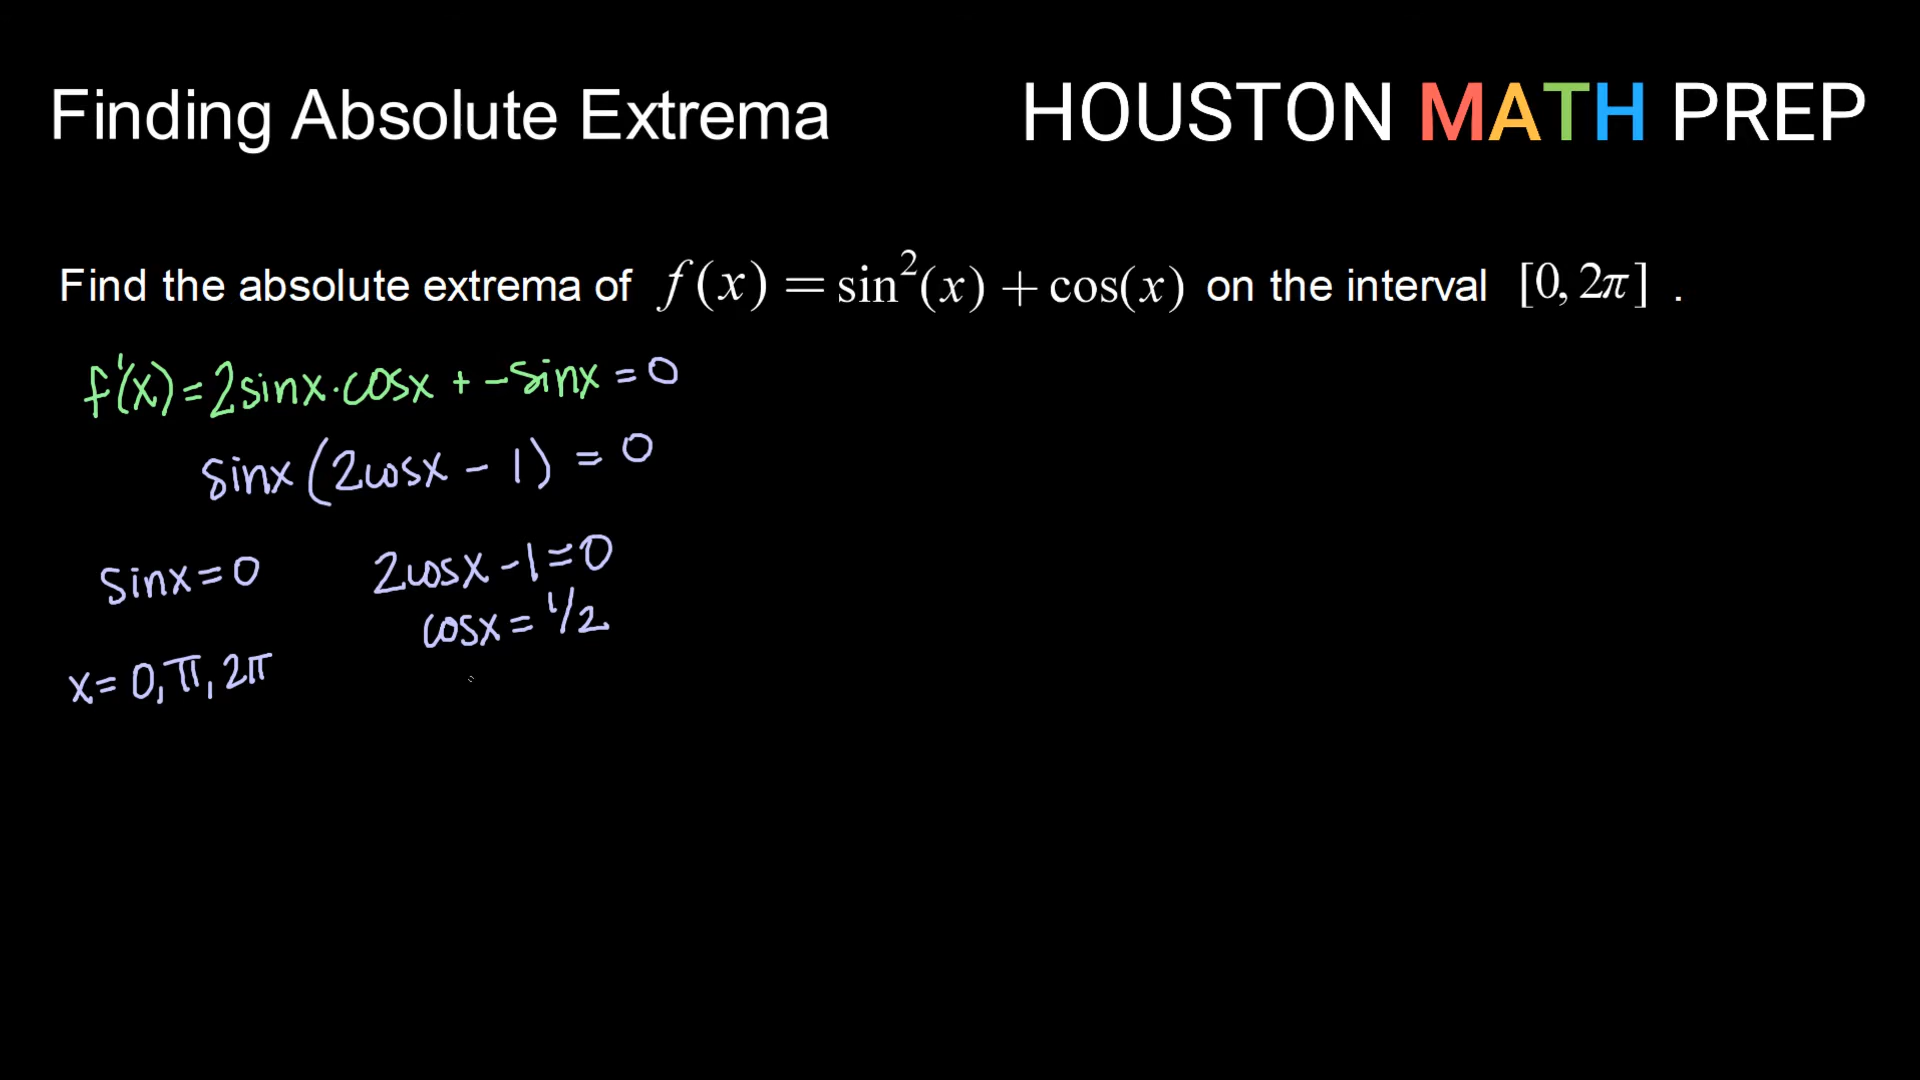 Finding Absolute Extrema
HOUSTON MATH PREP
Find the absolute extrema of f(x) = sin²(x) + cos(x) on the interval [0, 2π] .
f'(x) = 2sinx·cosx + -sinx = 0
sinx(2cosx - 1) = 0
sinx = 0
2cosx - 1 = 0
cosx = 1/2
x = 0, π, 2π